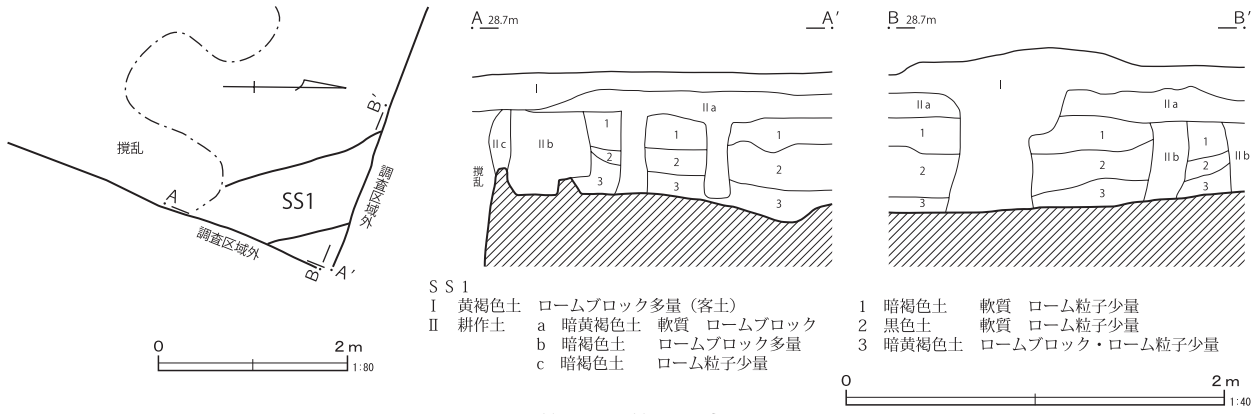 撹乱
SS1
A
調査区域外
B
A′
B′
調査区域外
0 2 m
1:80
A 28.7m A′
I
Ⅱa
Ⅱc
Ⅱb
1
2
3
1
2
3
1
2
3
撹乱
B 28.7m B′
I
Ⅱa
Ⅱa
1
2
3
1
2
3
Ⅱb
1
2
3
Ⅱb
SS1
Ⅰ 黄褐色土 ロームブロック多量（客土）
Ⅱ 耕作土 a 暗黄褐色土 軟質 ロームブロック
b 暗褐色土 ロームブロック多量
c 暗褐色土 ローム粒子少量
1 暗褐色土 軟質 ローム粒子少量
2 黒色土 軟質 ローム粒子少量
3 暗黄褐色土 ロームブロック・ローム粒子少量
0 2 m
1:40